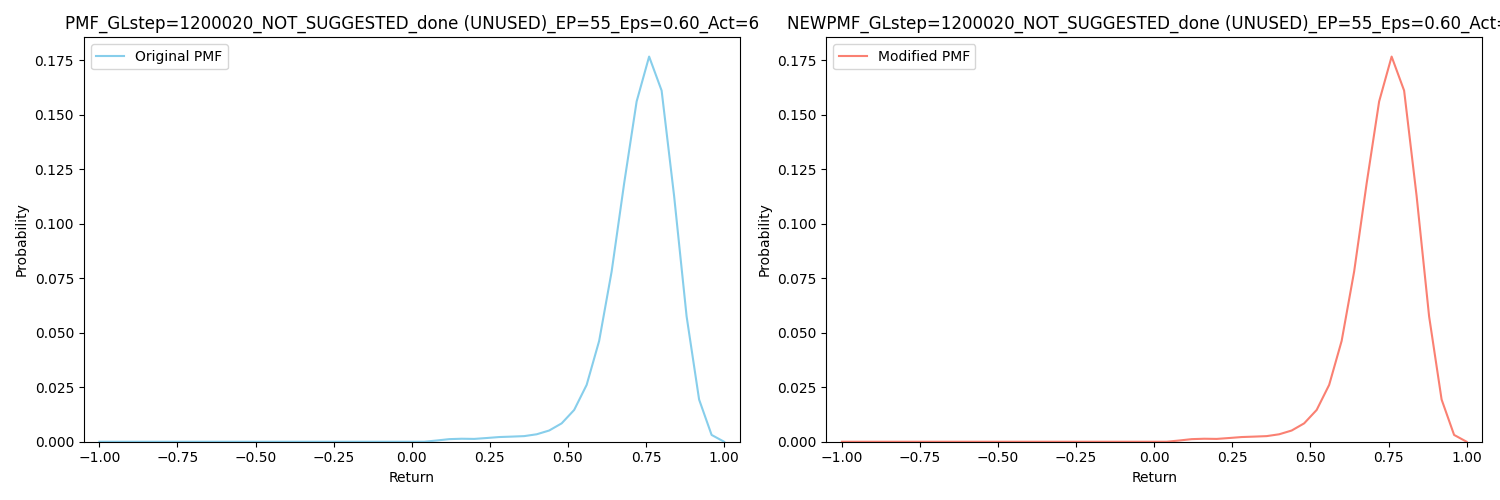 PMF_GLstep=1200020_NOT_SUGGESTED_done (UNUSED)_EP=55_Eps=0.60_Act=6
Original PMF
Probability
0.175
0.150
0.125
0.100
0.075
0.050
0.025
0.000
−1.00 −0.75 −0.50 −0.25 0.00 0.25 0.50 0.75 1.00
Return
NEWPMF_GLstep=1200020_NOT_SUGGESTED_done (UNUSED)_EP=55_Eps=0.60_Act=
Modified PMF
Probability
0.175
0.150
0.125
0.100
0.075
0.050
0.025
0.000
−1.00 −0.75 −0.50 −0.25 0.00 0.25 0.50 0.75 1.00
Return